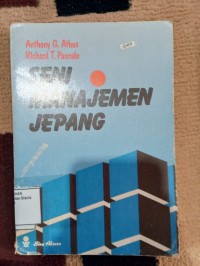 Anthony G. Athos
Richard T. Pascale
SENI
MANAJEMEN
JEPANG